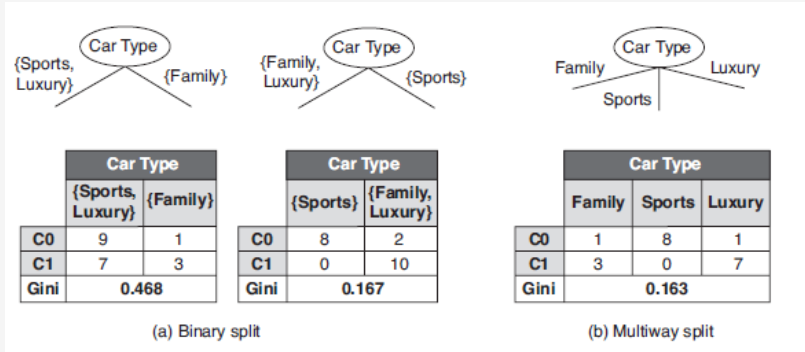 Car Type
{Sports,
Luxury}
{Family}
Car Type
{Family,
Luxury}
{Sports}
Car Type
Family
Sports
Luxury
Car Type
{Sports,
Luxury}
{Family}
C0 9 1
C1 7 3
Gini 0.468
Car Type
{Sports}
{Family,
Luxury}
C0 8 2
C1 0 10
Gini 0.167
(a) Binary split
Car Type
Family Sports Luxury
C0 1 8 1
C1 3 0 7
Gini 0.163
(b) Multiway split